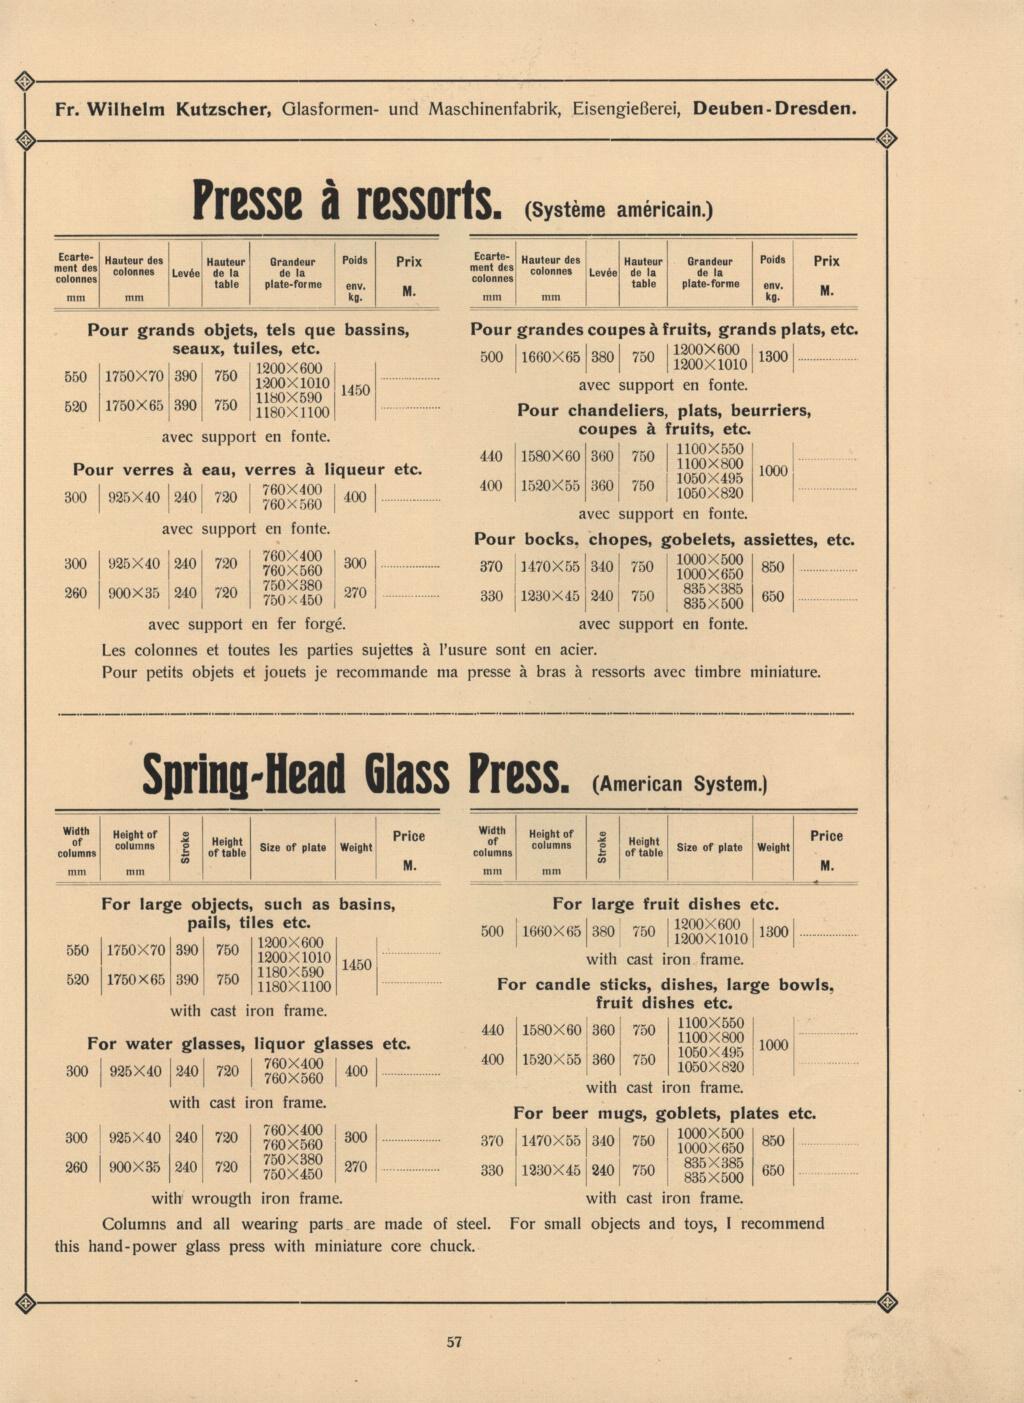 Fr. Wilhelm Kutzscher, Glasformen- und Maschinenfabrik, Eisengießerei, Deuben-Dresden.
Presse à ressorts. (Système américain.)
Ecarte-ment des colonnes mm | Hauteur des colonnes mm | Levée | Hauteur de la table | Grandeur de la plate-forme | Poids env. kg. | Prix M.
Pour grands objets, tels que bassins,
seaux, tuiles, etc.
550 | 1750×70 | 390 | 750 | 1200×600 1200×1010 | 1450
520 | 1750×65 | 390 | 750 | 1180×590 1180×1100
avec support en fonte.
Pour verres à eau, verres à liqueur etc.
300 | 925×40 | 240 | 720 | 760×400 760×560 | 400
avec support en fonte.
300 | 925×40 | 240 | 720 | 760×400 760×560 | 300
260 | 900×35 | 240 | 720 | 750×380 750×450 | 270
avec support en fer forgé.
Ecarte-ment des colonnes mm | Hauteur des colonnes mm | Levée | Hauteur de la table | Grandeur de la plate-forme | Poids env. kg. | Prix M.
Pour grandes coupes à fruits, grands plats, etc.
500 | 1660×65 | 380 | 750 | 1200×600 1200×1010 | 1300
avec support en fonte.
Pour chandeliers, plats, beurriers,
coupes à fruits, etc.
440 | 1580×60 | 360 | 750 | 1100×550 1100×800 | 1000
400 | 1520×55 | 360 | 750 | 1050×495 1050×820
avec support en fonte.
Pour bocks, chopes, gobelets, assiettes, etc.
370 | 1470×55 | 340 | 750 | 1000×500 1000×650 | 850
330 | 1230×45 | 240 | 750 | 835×385 835×500 | 650
avec support en fonte.
Les colonnes et toutes les parties sujettes à l'usure sont en acier.
Pour petits objets et jouets je recommande ma presse à bras à ressorts avec timbre miniature.
Spring-Head Glass Press. (American System.)
Width of columns mm | Height of columns mm | Stroke | Height of table | Size of plate | Weight | Price M.
For large objects, such as basins,
pails, tiles etc.
550 | 1750×70 | 390 | 750 | 1200×600 1200×1010 | 1450
520 | 1750×65 | 390 | 750 | 1180×590 1180×1100
with cast iron frame.
For water glasses, liquor glasses etc.
300 | 925×40 | 240 | 720 | 760×400 760×560 | 400
with cast iron frame.
300 | 925×40 | 240 | 720 | 760×400 760×560 | 300
260 | 900×35 | 240 | 720 | 750×380 750×450 | 270
with wrougth iron frame.
Width of columns mm | Height of columns mm | Stroke | Height of table | Size of plate | Weight | Price M.
For large fruit dishes etc.
500 | 1660×65 | 380 | 750 | 1200×600 1200×1010 | 1300
with cast iron frame.
For candle sticks, dishes, large bowls,
fruit dishes etc.
440 | 1580×60 | 360 | 750 | 1100×550 1100×800 | 1000
400 | 1520×55 | 360 | 750 | 1050×495 1050×820
with cast iron frame.
For beer mugs, goblets, plates etc.
370 | 1470×55 | 340 | 750 | 1000×500 1000×650 | 850
330 | 1230×45 | 240 | 750 | 835×385 835×500 | 650
with cast iron frame.
Columns and all wearing parts are made of steel. For small objects and toys, I recommend
this hand-power glass press with miniature core chuck.
57